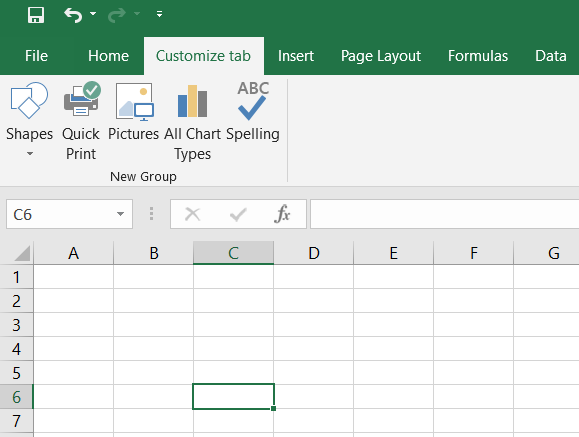 File Home Customize tab Insert Page Layout Formulas Data
ABC
Shapes Quick Print Pictures All Chart Types Spelling
New Group
C6 fx
A B C D E F G
1
2
3
4
5
6
7